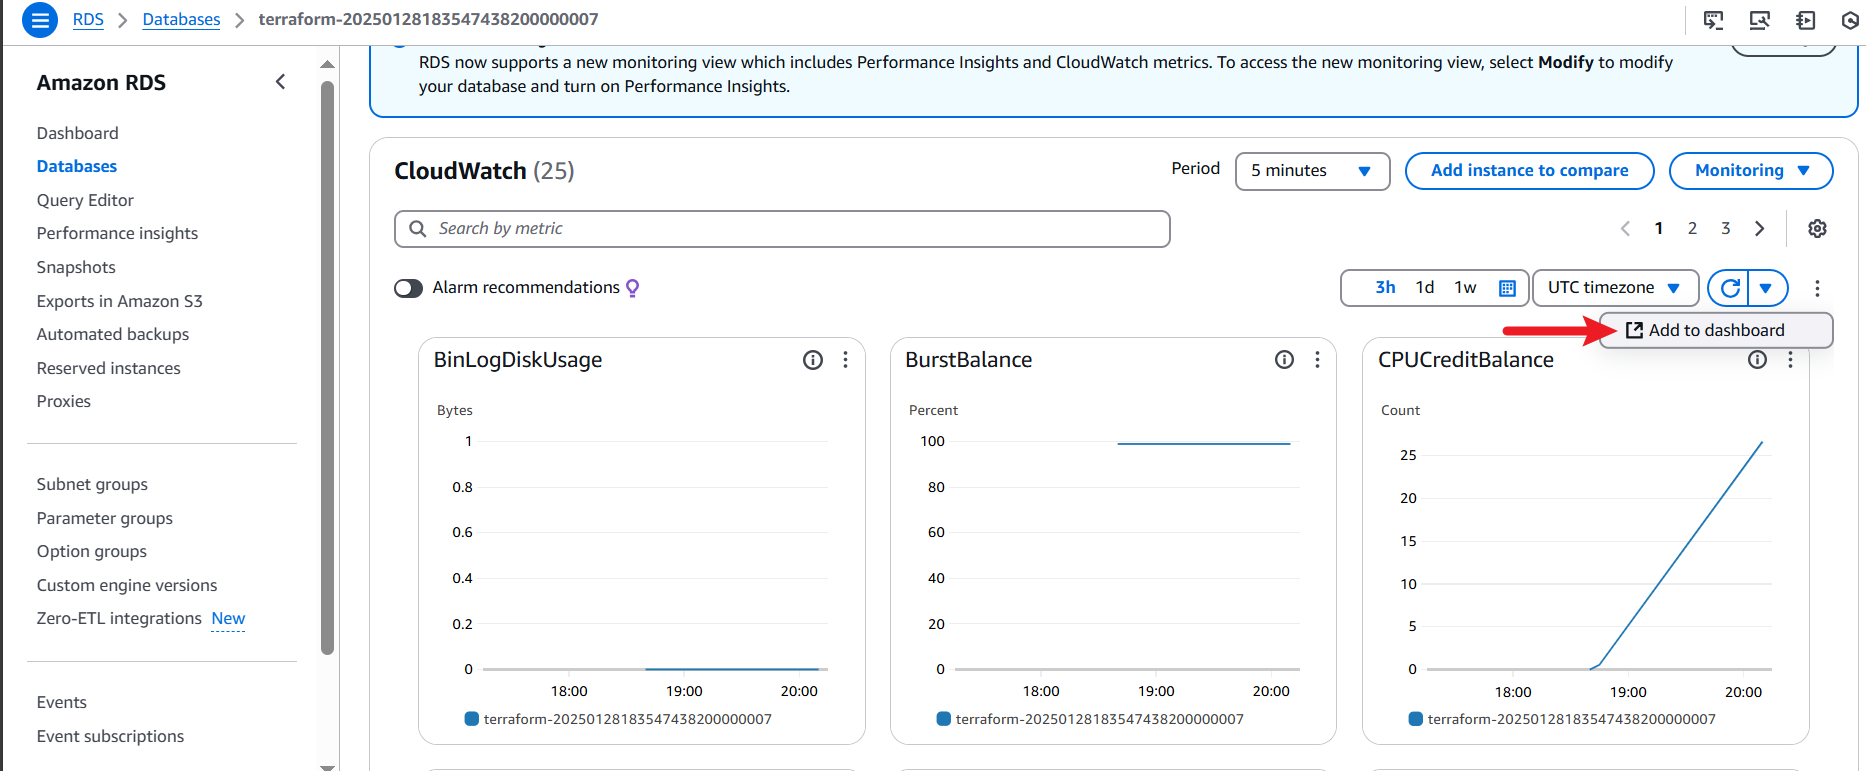 RDS > Databases > terraform-20250128183547438200000007
Amazon RDS
Dashboard
Databases
Query Editor
Performance insights
Snapshots
Exports in Amazon S3
Automated backups
Reserved instances
Proxies
Subnet groups
Parameter groups
Option groups
Custom engine versions
Zero-ETL integrations New
Events
Event subscriptions
RDS now supports a new monitoring view which includes Performance Insights and CloudWatch metrics. To access the new monitoring view, select Modify to modify
your database and turn on Performance Insights.
CloudWatch (25)
Period
5 minutes
Add instance to compare
Monitoring
Search by metric
1 2 3
Alarm recommendations
3h 1d 1w
UTC timezone
Add to dashboard
BinLogDiskUsage
Bytes
1
0.8
0.6
0.4
0.2
0
18:00 19:00 20:00
terraform-20250128183547438200000007
BurstBalance
Percent
100
80
60
40
20
0
18:00 19:00 20:00
terraform-20250128183547438200000007
CPUCreditBalance
Count
25
20
15
10
5
0
18:00 19:00 20:00
terraform-20250128183547438200000007